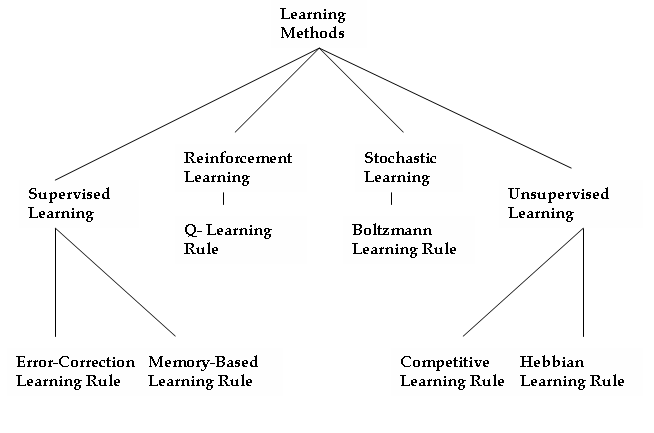 Learning
Methods
Reinforcement
Learning
Stochastic
Learning
Supervised
Learning
Unsupervised
Learning
Q- Learning
Rule
Boltzmann
Learning Rule
Error-Correction
Learning Rule
Memory-Based
Learning Rule
Competitive
Learning Rule
Hebbian
Learning Rule